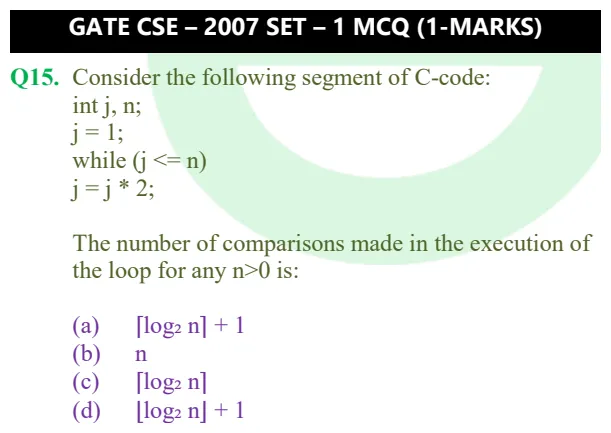 GATE CSE – 2007 SET – 1 MCQ (1-MARKS)
Q15. Consider the following segment of C-code:
int j, n;
j = 1;
while (j <= n)
j = j * 2;
The number of comparisons made in the execution of
the loop for any n>0 is:
(a) ⌈log₂ n⌉ + 1
(b) n
(c) ⌈log₂ n⌉
(d) ⌊log₂ n⌋ + 1